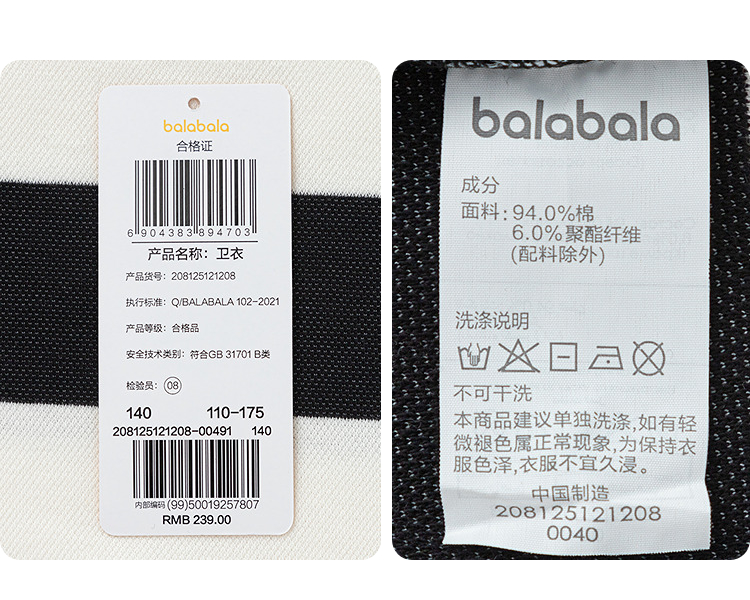 balabala
合格证
6904383894703
产品名称：卫衣
产品货号：208125121208
执行标准：Q/BALABALA 102-2021
产品等级：合格品
安全技术类别：符合GB 31701 B类
检验员：08
140 110-175
208125121208-00491 140
内部编码 (99)50019257807
RMB 239.00
balabala
成分
面料：94.0%棉
6.0%聚酯纤维
(配料除外)
洗涤说明
不可干洗
本商品建议单独洗涤，如有轻
微褪色属正常现象，为保持衣
服色泽，衣服不宜久浸。
中国制造
208125121208
0040